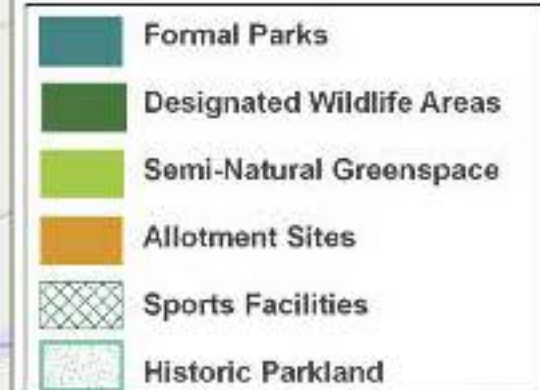 Formal Parks
Designated Wildlife Areas
Semi-Natural Greenspace
Allotment Sites
Sports Facilities
Historic Parkland